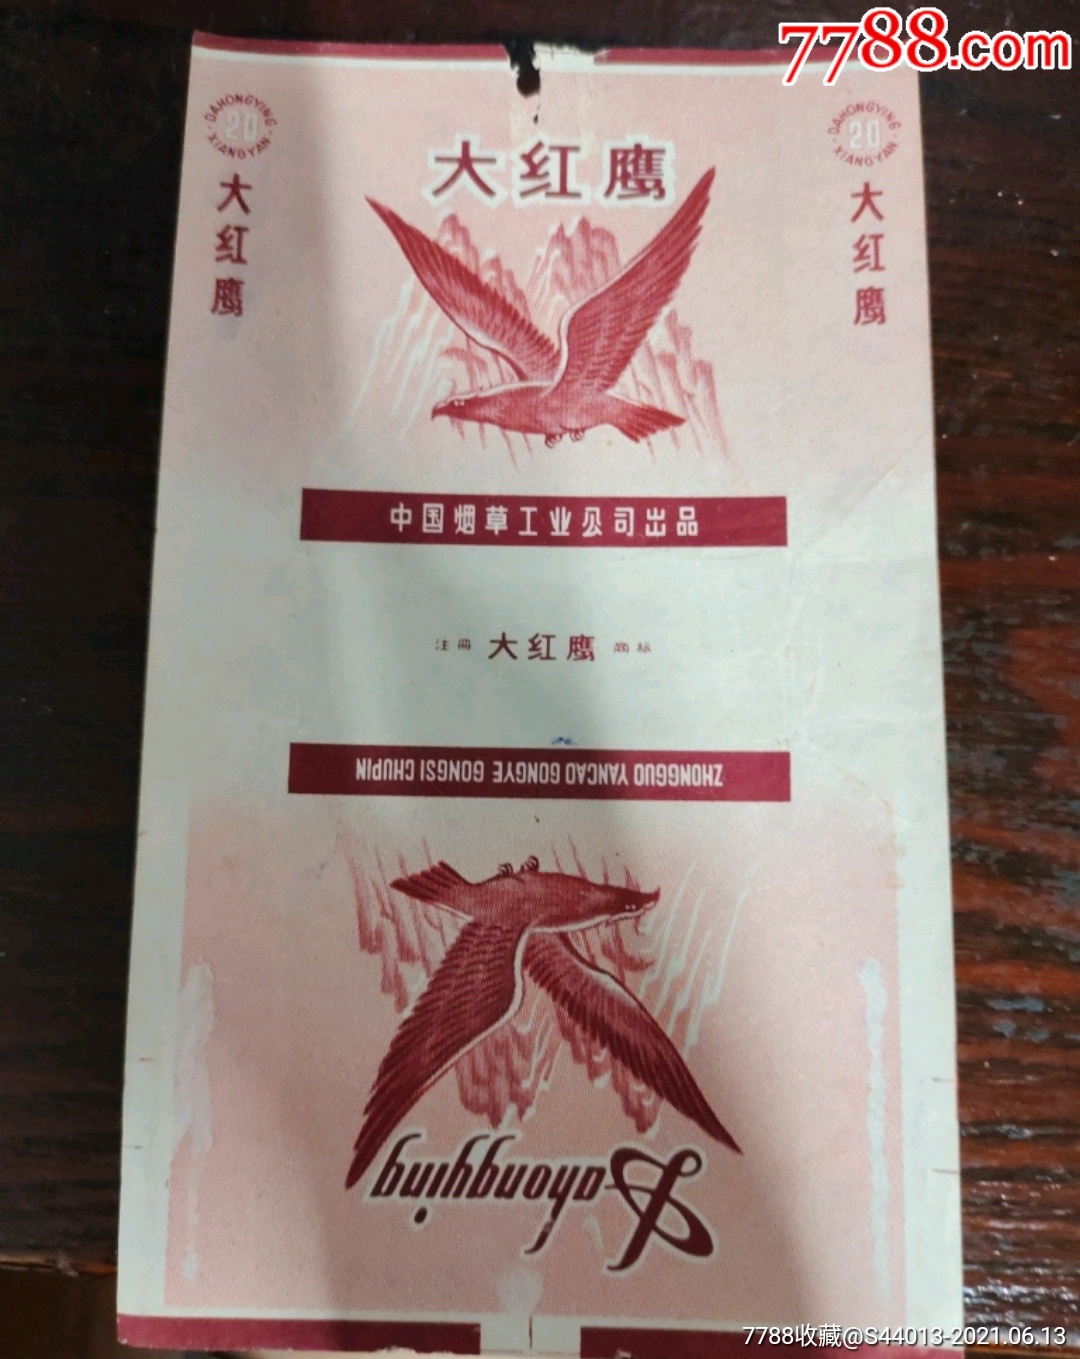 7788.com
DAHONGYING
20
XIANGYAN
大红鹰
DAHONGYING
20
XIANGYAN
大红鹰
大红鹰
中国烟草工业公司出品
注册 大红鹰 商标
ZHONGGUO YANCAO GONGYE GONGSI CHUPIN
Dahongying
7788收藏@S44013-2021.06.13